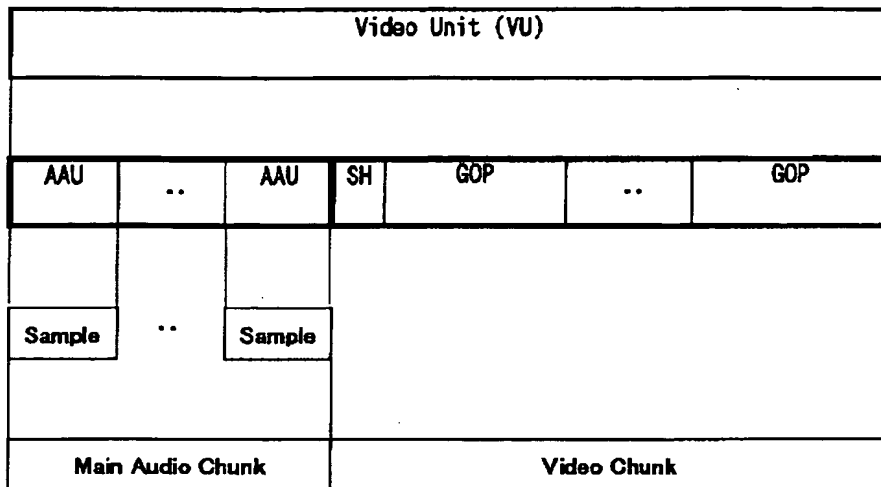 Video Unit (VU)
AAU .. AAU SH GOP .. GOP
Sample .. Sample
Main Audio Chunk Video Chunk